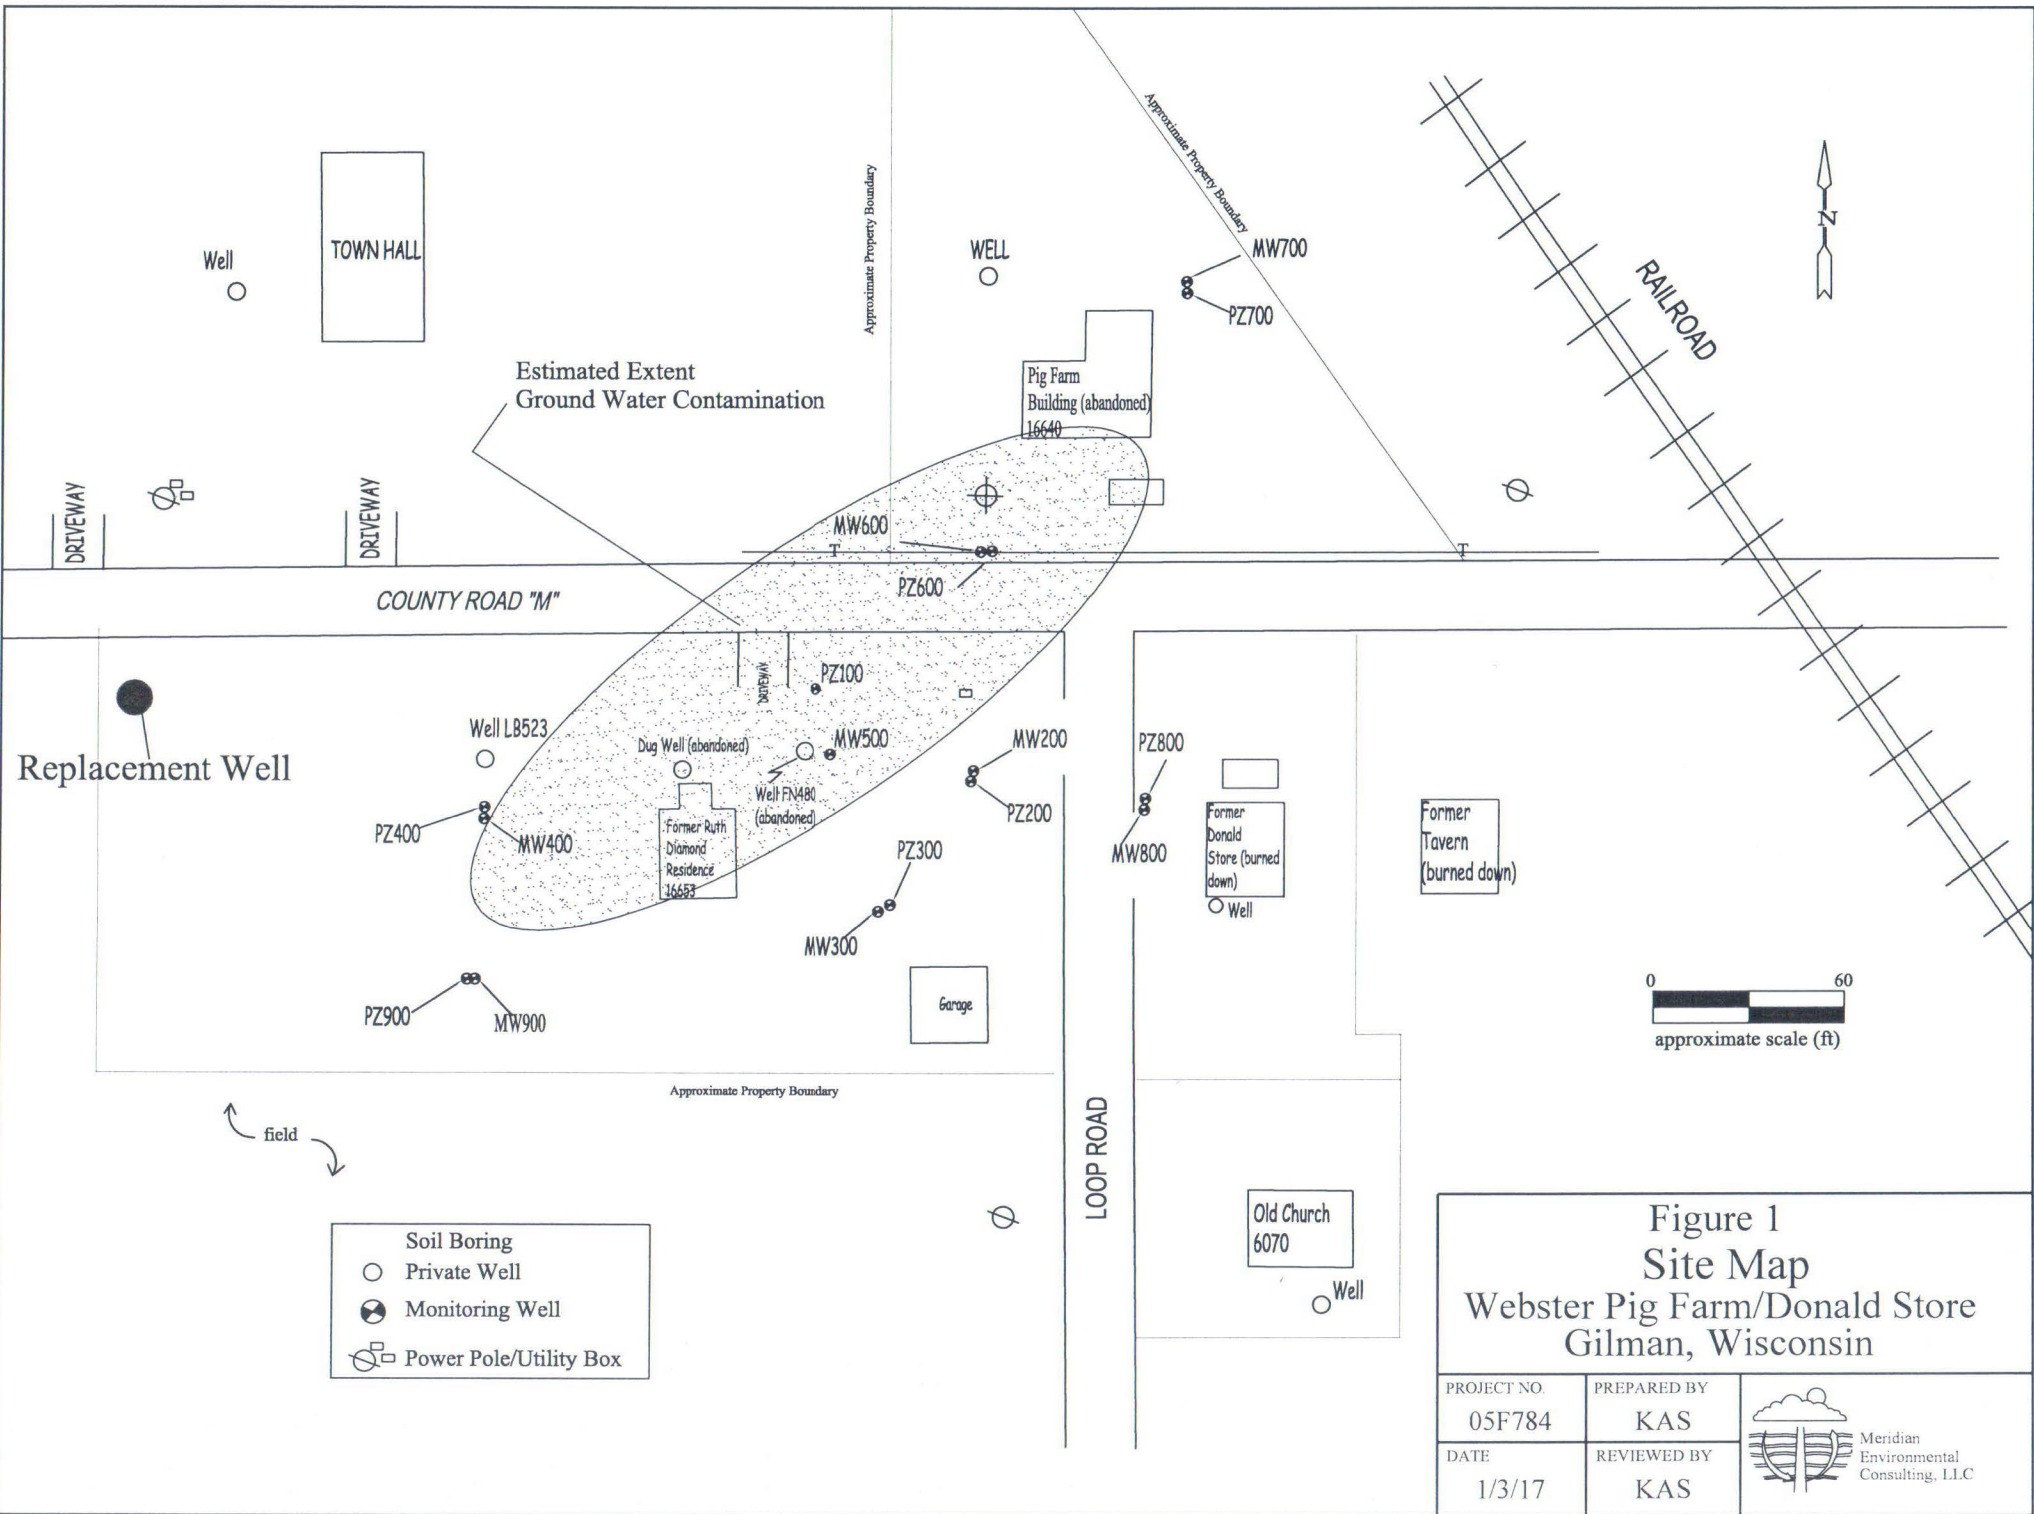 Approximate Property Boundary
Approximate Property Boundary
N
TOWN HALL
Well
WELL
MW700
PZ700
RAILROAD
Estimated Extent
Ground Water Contamination
Pig Farm
Building (abandoned)
16640
DRIVEWAY
DRIVEWAY
MW600
T
T
PZ600
COUNTY ROAD "M"
DRIVEWAY
PZ100
Replacement Well
Well LB523
Dug Well (abandoned)
MW500
Well FN480
(abandoned)
MW200
PZ200
PZ800
MW800
PZ400
MW400
Former Ruth
Diamond
Residence
16653
PZ300
MW300
Former
Donald
Store (burned
down)
Well
Former
Tavern
(burned down)
PZ900
MW900
Garage
0 60
approximate scale (ft)
Approximate Property Boundary
field
LOOP ROAD
Old Church
6070
Well
Soil Boring
Private Well
Monitoring Well
Power Pole/Utility Box
Figure 1
Site Map
Webster Pig Farm/Donald Store
Gilman, Wisconsin
PROJECT NO.
05F784
PREPARED BY
KAS
DATE
1/3/17
REVIEWED BY
KAS
Meridian
Environmental
Consulting, LLC